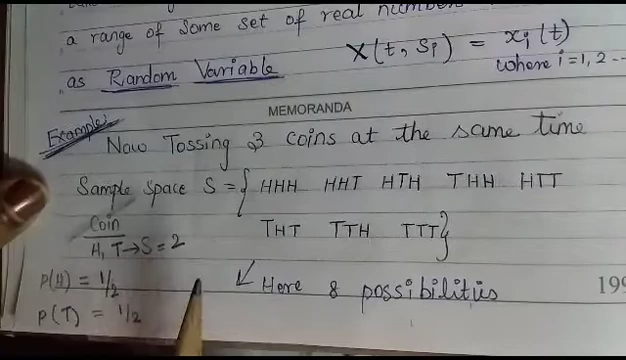 a range of some set of real
as Random Variable
X(t, Si) = xi(t)
where i=1, 2 --
MEMORANDA
Example:
Now Tossing 3 coins at the same time
Sample space S = { HHH HHT HTH THH HTT
THT TTH TTT }
Coin
H, T → S = 2
P(H) = 1/2
P(T) = 1/2
↙ Here 8 possibilities
199